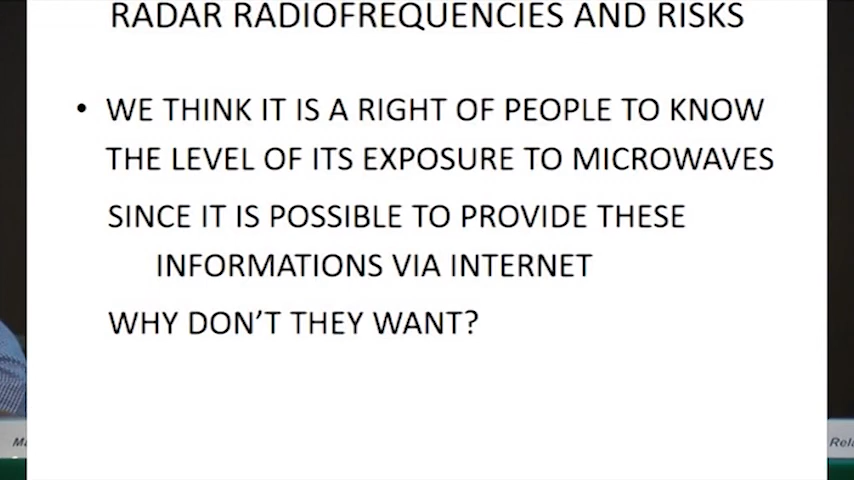 RADAR RADIOFREQUENCIES AND RISKS
• WE THINK IT IS A RIGHT OF PEOPLE TO KNOW
THE LEVEL OF ITS EXPOSURE TO MICROWAVES
SINCE IT IS POSSIBLE TO PROVIDE THESE
INFORMATIONS VIA INTERNET
WHY DON'T THEY WANT?